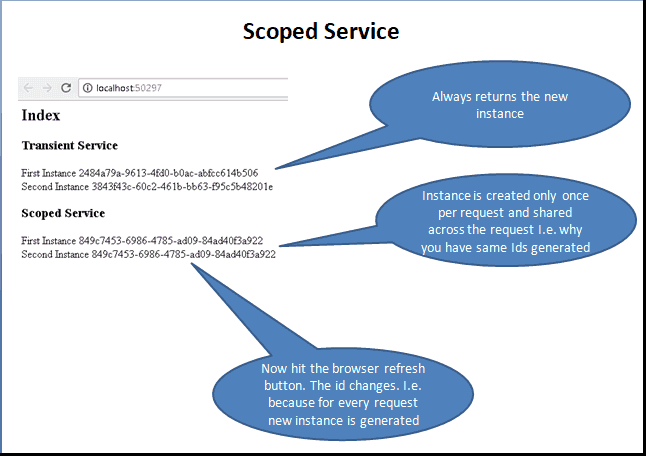 Scoped Service
localhost:50297
Index
Transient Service
First Instance 2484a79a-9613-4fd0-b0ac-abfcc614b506
Second Instance 3843f43c-60c2-461b-bb63-f95c5b48201e
Scoped Service
First Instance 849c7453-6986-4785-ad09-84ad40f3a922
Second Instance 849c7453-6986-4785-ad09-84ad40f3a922
Always returns the new
instance
Instance is created only once
per request and shared
across the request I.e. why
you have same Ids generated
Now hit the browser refresh
button. The id changes. I.e.
because for every request
new instance is generated